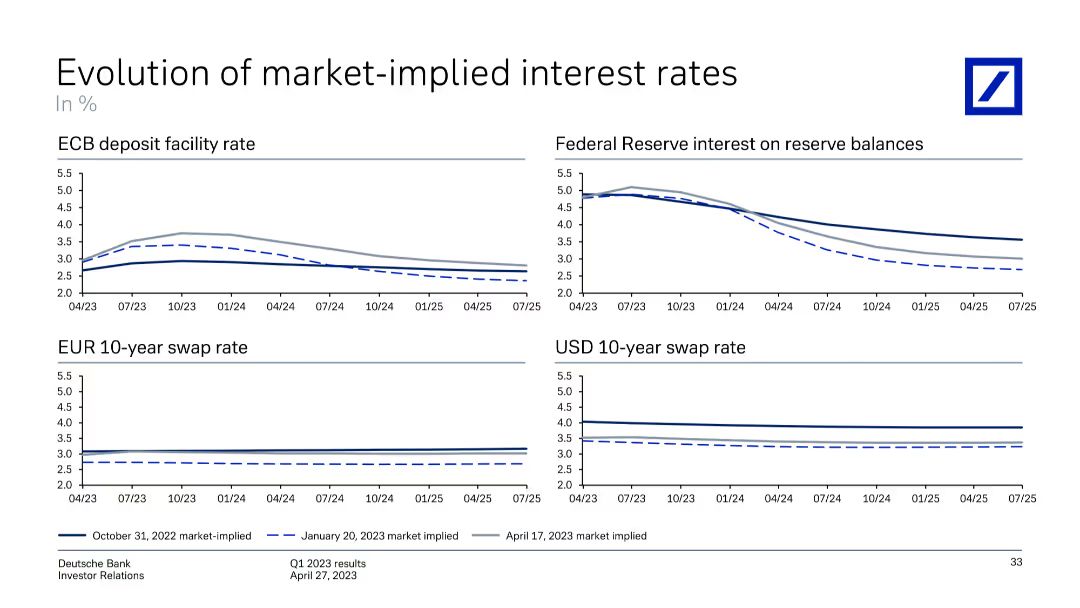 Evolution of market-implied interest rates
In %
ECB deposit facility rate
5.5
5.0
4.5
4.0
3.5
3.0
2.5
2.0
04/23 07/23 10/23 01/24 04/24 07/24 10/24 01/25 04/25 07/25
Federal Reserve interest on reserve balances
5.5
5.0
4.5
4.0
3.5
3.0
2.5
2.0
04/23 07/23 10/23 01/24 04/24 07/24 10/24 01/25 04/25 07/25
EUR 10-year swap rate
5.5
5.0
4.5
4.0
3.5
3.0
2.5
2.0
04/23 07/23 10/23 01/24 04/24 07/24 10/24 01/25 04/25 07/25
USD 10-year swap rate
5.5
5.0
4.5
4.0
3.5
3.0
2.5
2.0
04/23 07/23 10/23 01/24 04/24 07/24 10/24 01/25 04/25 07/25
October 31, 2022 market-implied January 20, 2023 market implied April 17, 2023 market implied
Deutsche Bank
Investor Relations
Q1 2023 results
April 27, 2023
33